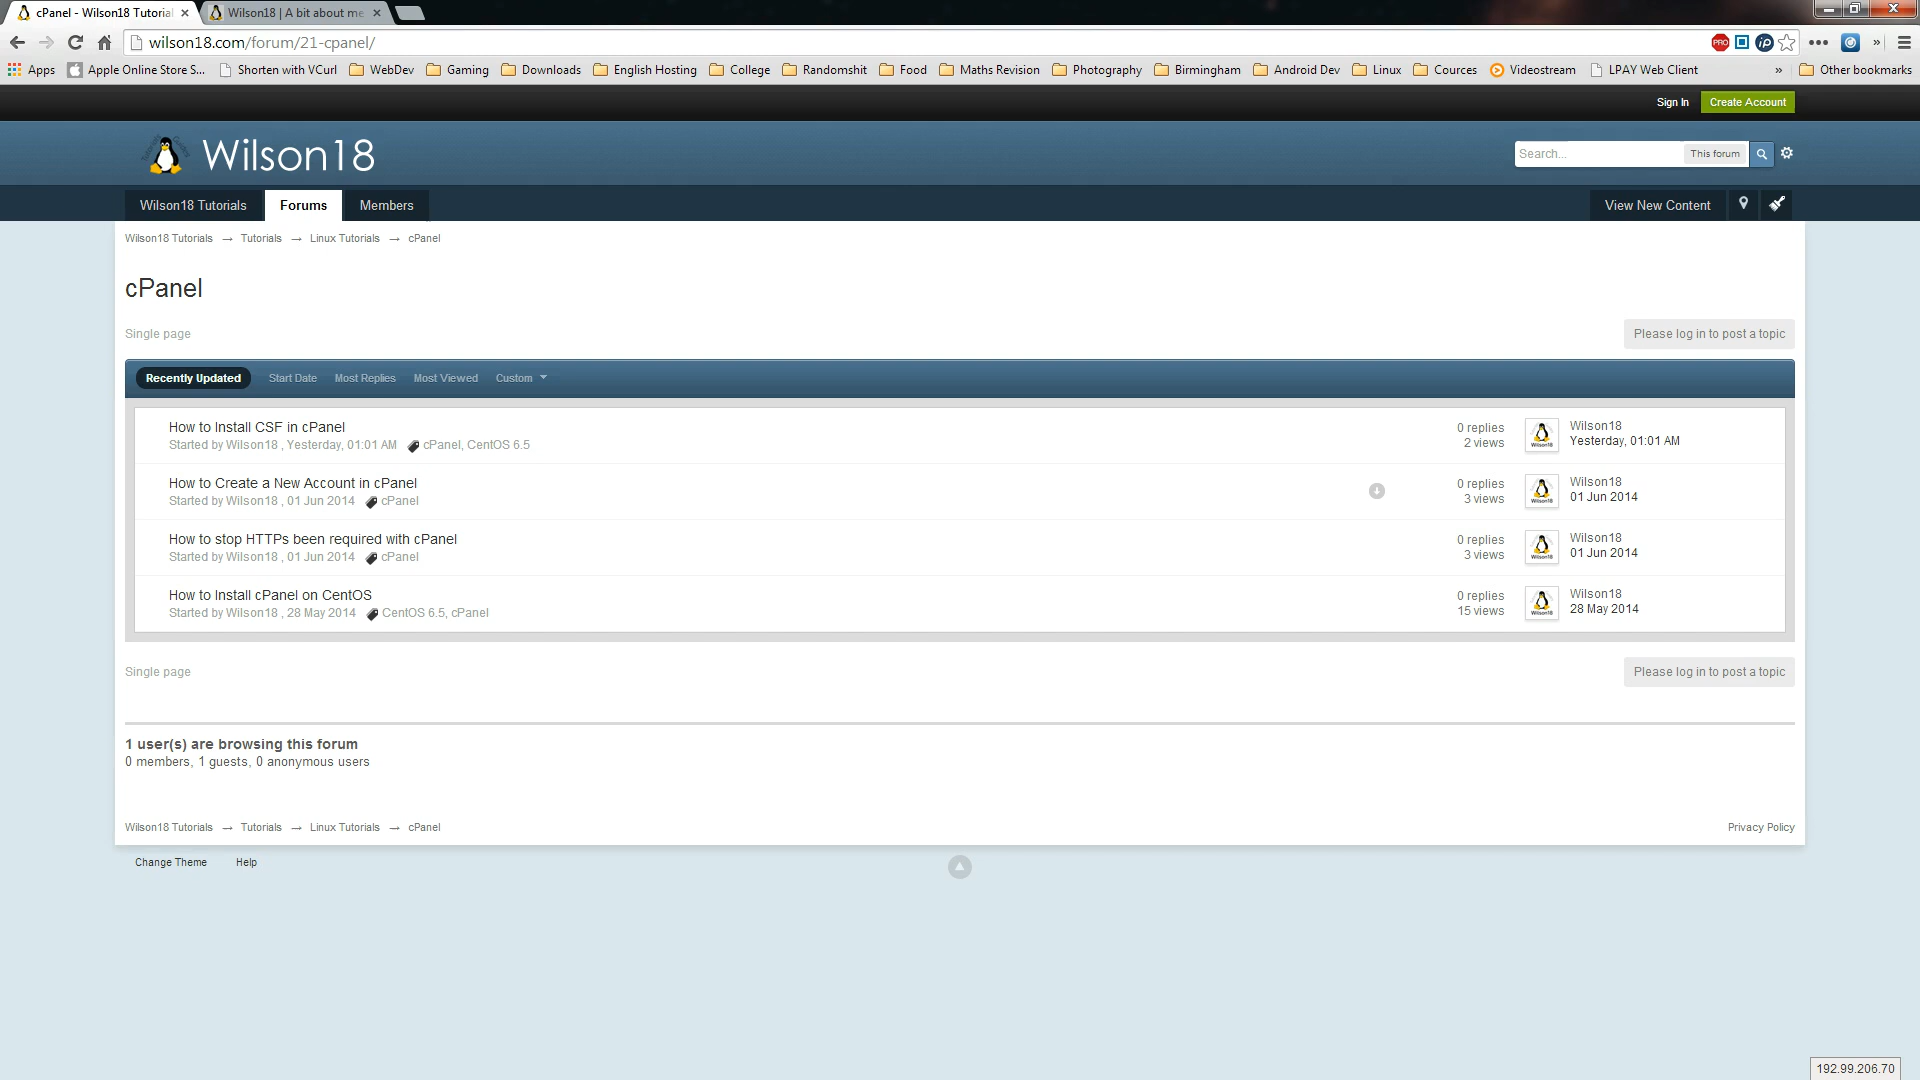 cPanel - Wilson18 Tutorial
Wilson18 | A bit about me
wilson18.com/forum/21-cpanel/
PRO
iP
Apps
Apple Online Store S...
Shorten with VCurl
WebDev
Gaming
Downloads
English Hosting
College
Randomshit
Food
Maths Revision
Photography
Birmingham
Android Dev
Linux
Cources
Videostream
LPAY Web Client
»
Other bookmarks
Sign In
Create Account
Wilson18
Search...
This forum
Wilson18 Tutorials
Forums
Members
View New Content
Wilson18 Tutorials → Tutorials → Linux Tutorials → cPanel
cPanel
Single page
Please log in to post a topic
Recently Updated
Start Date
Most Replies
Most Viewed
Custom
How to Install CSF in cPanel
Started by Wilson18 , Yesterday, 01:01 AM cPanel, CentOS 6.5
0 replies
2 views
Wilson18
Yesterday, 01:01 AM
How to Create a New Account in cPanel
Started by Wilson18 , 01 Jun 2014 cPanel
0 replies
3 views
Wilson18
01 Jun 2014
How to stop HTTPs been required with cPanel
Started by Wilson18 , 01 Jun 2014 cPanel
0 replies
3 views
Wilson18
01 Jun 2014
How to Install cPanel on CentOS
Started by Wilson18 , 28 May 2014 CentOS 6.5, cPanel
0 replies
15 views
Wilson18
28 May 2014
Single page
Please log in to post a topic
1 user(s) are browsing this forum
0 members, 1 guests, 0 anonymous users
Wilson18 Tutorials → Tutorials → Linux Tutorials → cPanel
Privacy Policy
Change Theme
Help
192.99.206.70